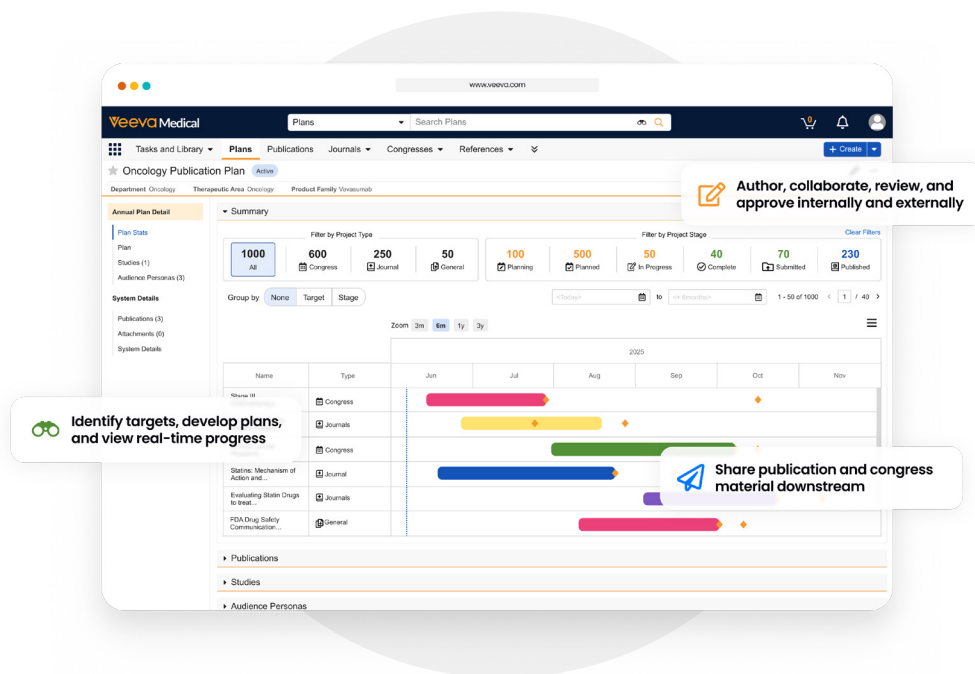 www.veeva.com
Veeva Medical
Plans
Search Plans
0
Tasks and Library
Plans
Publications
Journals
Congresses
References
+ Create
Oncology Publication Plan
Active
Department Oncology
Therapeutic Area Oncology
Product Family Vovasumab
Author, collaborate, review, and
approve internally and externally
Annual Plan Detail
Plan Stats
Plan
Studies (1)
Audience Personas (3)
System Details
Publications (3)
Attachments (0)
System Details
Summary
Filter by Project Type
Filter by Project Stage
Clear Filters
1000
All
600
Congress
250
Journal
50
General
100
Planning
500
Planned
50
In Progress
40
Complete
70
Submitted
230
Published
Group by
None
Target
Stage
<Today>
to
<+ 6months>
1 - 50 of 1000
1 / 40
Zoom
3m
6m
1y
3y
2025
Name
Type
Jun
Jul
Aug
Sep
Oct
Nov
Stage III
Congress
Journals
Congress
Statins: Mechanism of
Action and...
Journal
Evaluating Statin Drugs
to treat...
Journals
FDA Drug Safety
Communication...
General
Identify targets, develop plans,
and view real-time progress
Share publication and congress
material downstream
Publications
Studies
Audience Personas